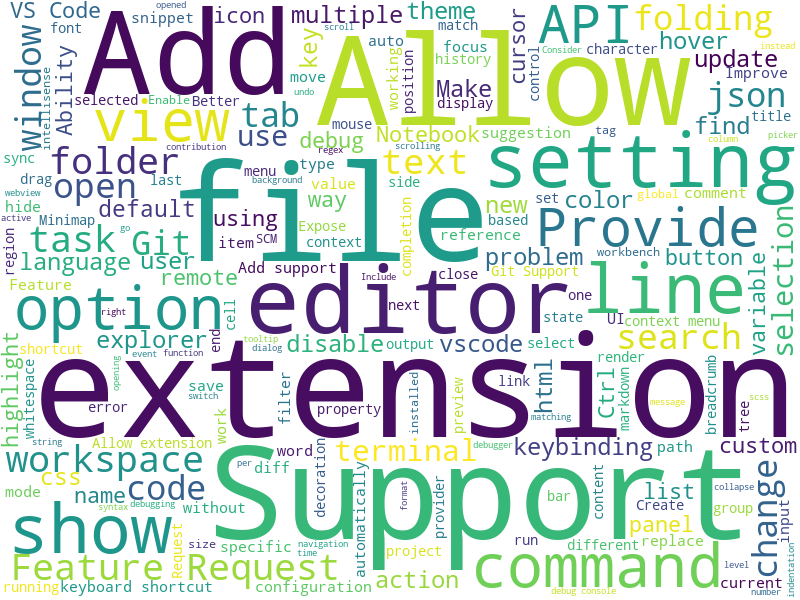 VS Code
opened
snippet
font
icon
multiple
scroll
auto
theme
match
cursor
API
folding
Consider
instead
hover
character
update
Add
Allow
window
intellisense
Ability
selected
Enable
Better
key
move
undo
history
focus
working
position
control
Make
display
Improve
json
title
view
tab
contribution
mouse
regex
Notebook
suggestion
tag
find
picker
sync
folder
use
debug
text
setting
column
drag
last
menu
scrolling
type
background
value
side
completion
webview
open
hide
active
Minimap
default
file
way
new
set
based
color
global
comment
using
Expose
context
reference
Provide
region
task
Git
go
item
SCM
language
user
Add support
close
Git Support
problem
workbench
button
selection
Feature
remote
editor
Include
next
one
state
UI
line
context menu
variable
option
right
end
cell
explorer
tooltip
dialog
disable
output
vscode
select
search
highlight
whitespace
shortcut
event
function
opening
save
switch
filter
link
render
html
Ctrl
markdown
breadcrumb
tree
message
scss
error
work
property
installed
preview
matching
extension
string
Allow extension
word
decoration
terminal
debugger
keybinding
path
custom
workspace
css
mode
name
code
per
diff
automatically
Support
provider
format
bar
content
list
collapse
Create
group
change
input
show
syntax
debugging
without
Request
size
specific
navigation
time
project
run
different
replace
panel
level
current
number
indentation
Feature Request
running
keyboard shortcut
configuration
action
command
debug console